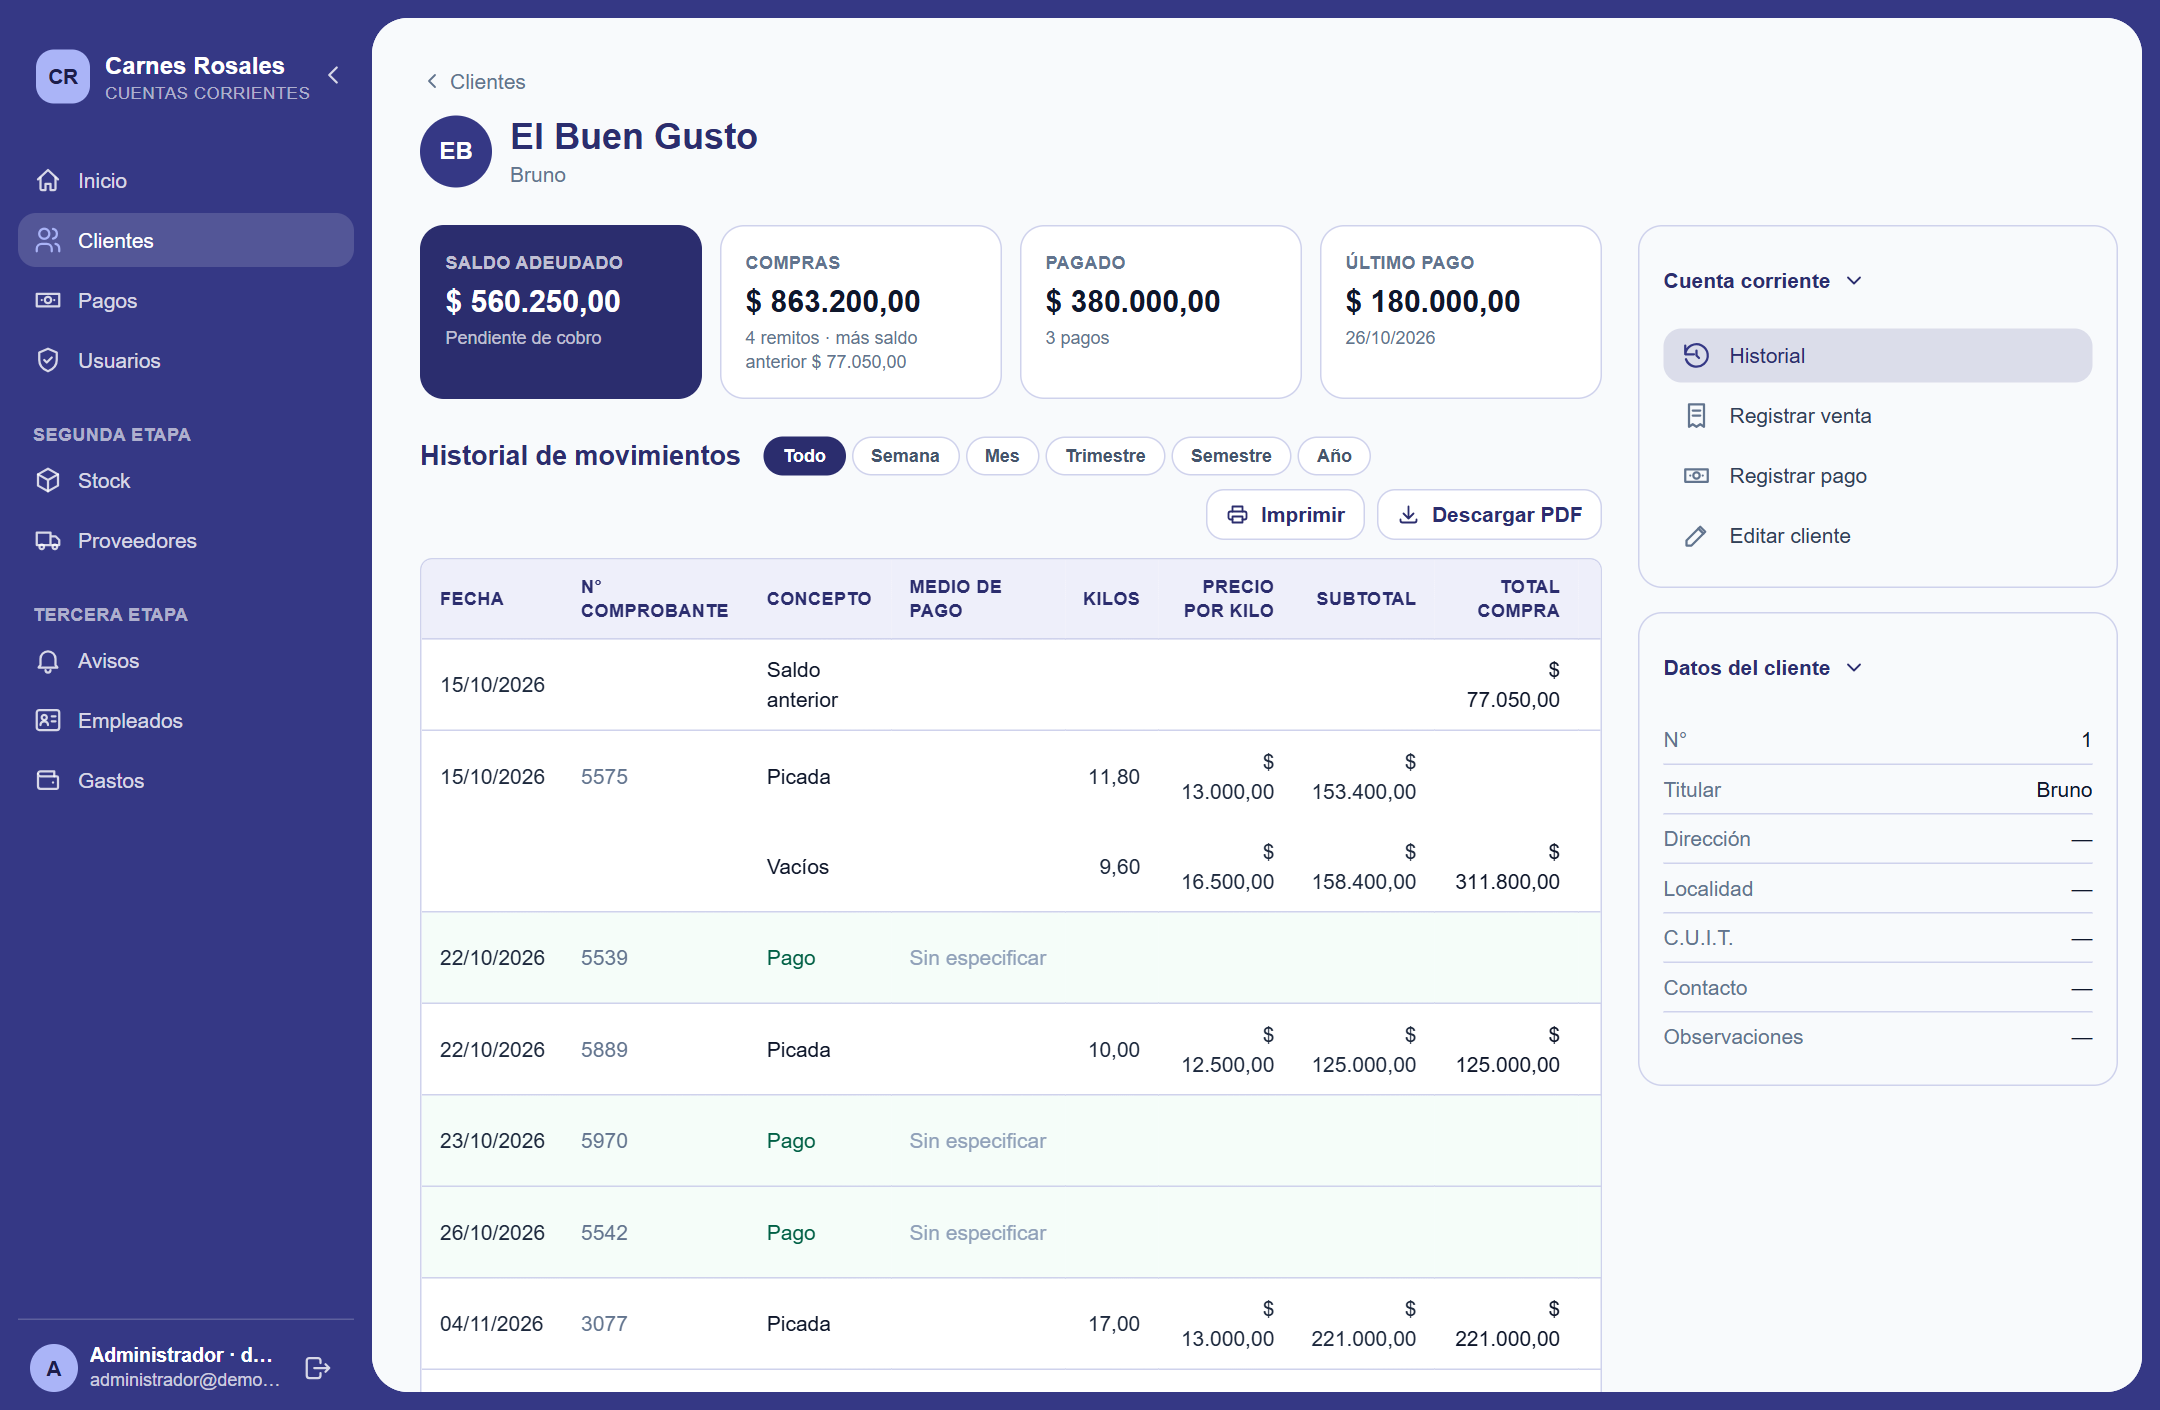 CR
Carnes Rosales
CUENTAS CORRIENTES
Inicio
Clientes
Pagos
Usuarios
SEGUNDA ETAPA
Stock
Proveedores
TERCERA ETAPA
Avisos
Empleados
Gastos
A
Administrador · d...
administrador@demo...
Clientes
EB
El Buen Gusto
Bruno
SALDO ADEUDADO
$ 560.250,00
Pendiente de cobro
COMPRAS
$ 863.200,00
4 remitos · más saldo
anterior $ 77.050,00
PAGADO
$ 380.000,00
3 pagos
ÚLTIMO PAGO
$ 180.000,00
26/10/2026
Historial de movimientos
Todo Semana Mes Trimestre Semestre Año
Imprimir Descargar PDF
FECHA N° COMPROBANTE CONCEPTO MEDIO DE PAGO KILOS PRECIO POR KILO SUBTOTAL TOTAL COMPRA
15/10/2026 Saldo anterior $ 77.050,00
15/10/2026 5575 Picada 11,80 $ 13.000,00 $ 153.400,00
Vacíos 9,60 $ 16.500,00 $ 158.400,00 $ 311.800,00
22/10/2026 5539 Pago Sin especificar
22/10/2026 5889 Picada 10,00 $ 12.500,00 $ 125.000,00 $ 125.000,00
23/10/2026 5970 Pago Sin especificar
26/10/2026 5542 Pago Sin especificar
04/11/2026 3077 Picada 17,00 $ 13.000,00 $ 221.000,00 $ 221.000,00
Cuenta corriente
Historial
Registrar venta
Registrar pago
Editar cliente
Datos del cliente
N° 1
Titular Bruno
Dirección —
Localidad —
C.U.I.T. —
Contacto —
Observaciones —